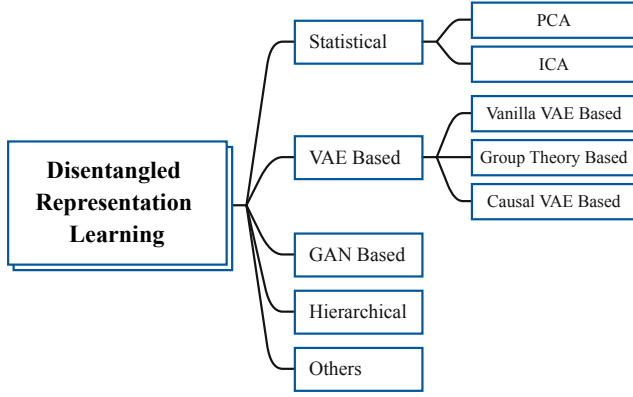 Disentangled
Representation
Learning
Statistical
PCA
ICA
VAE Based
Vanilla VAE Based
Group Theory Based
Causal VAE Based
GAN Based
Hierarchical
Others